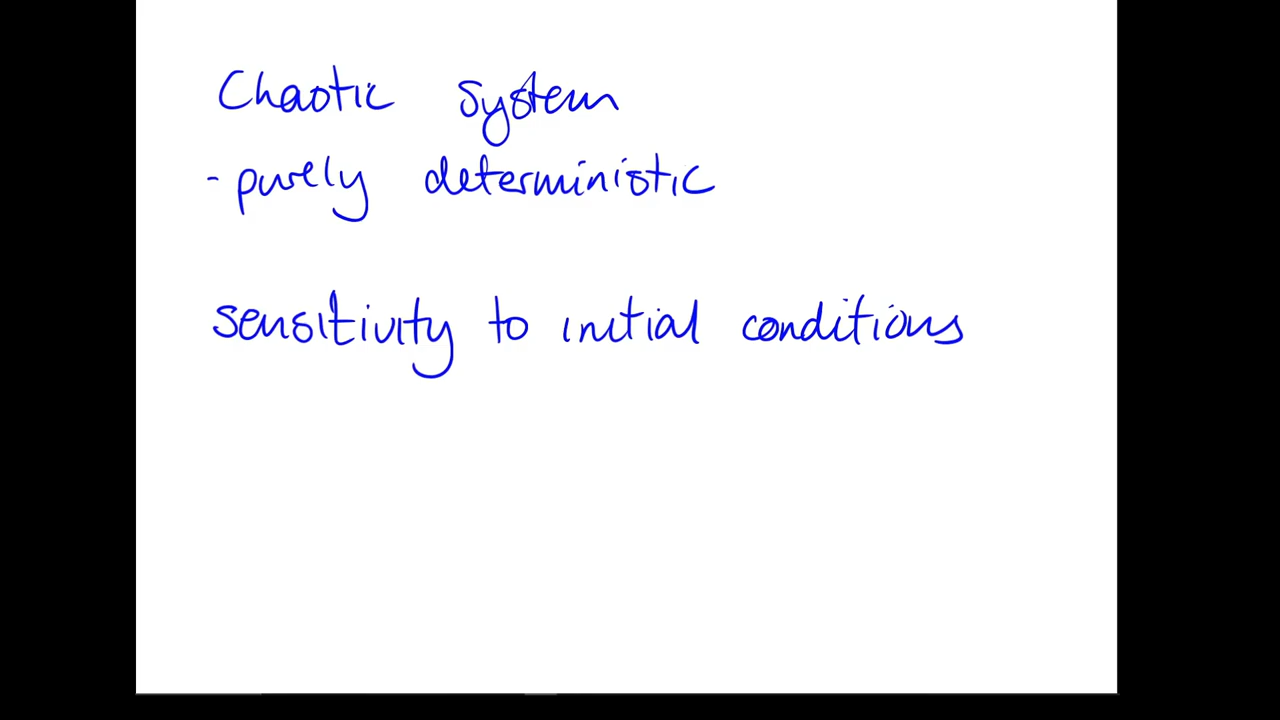 Chaotic system
- purely deterministic
sensitivity to initial conditions